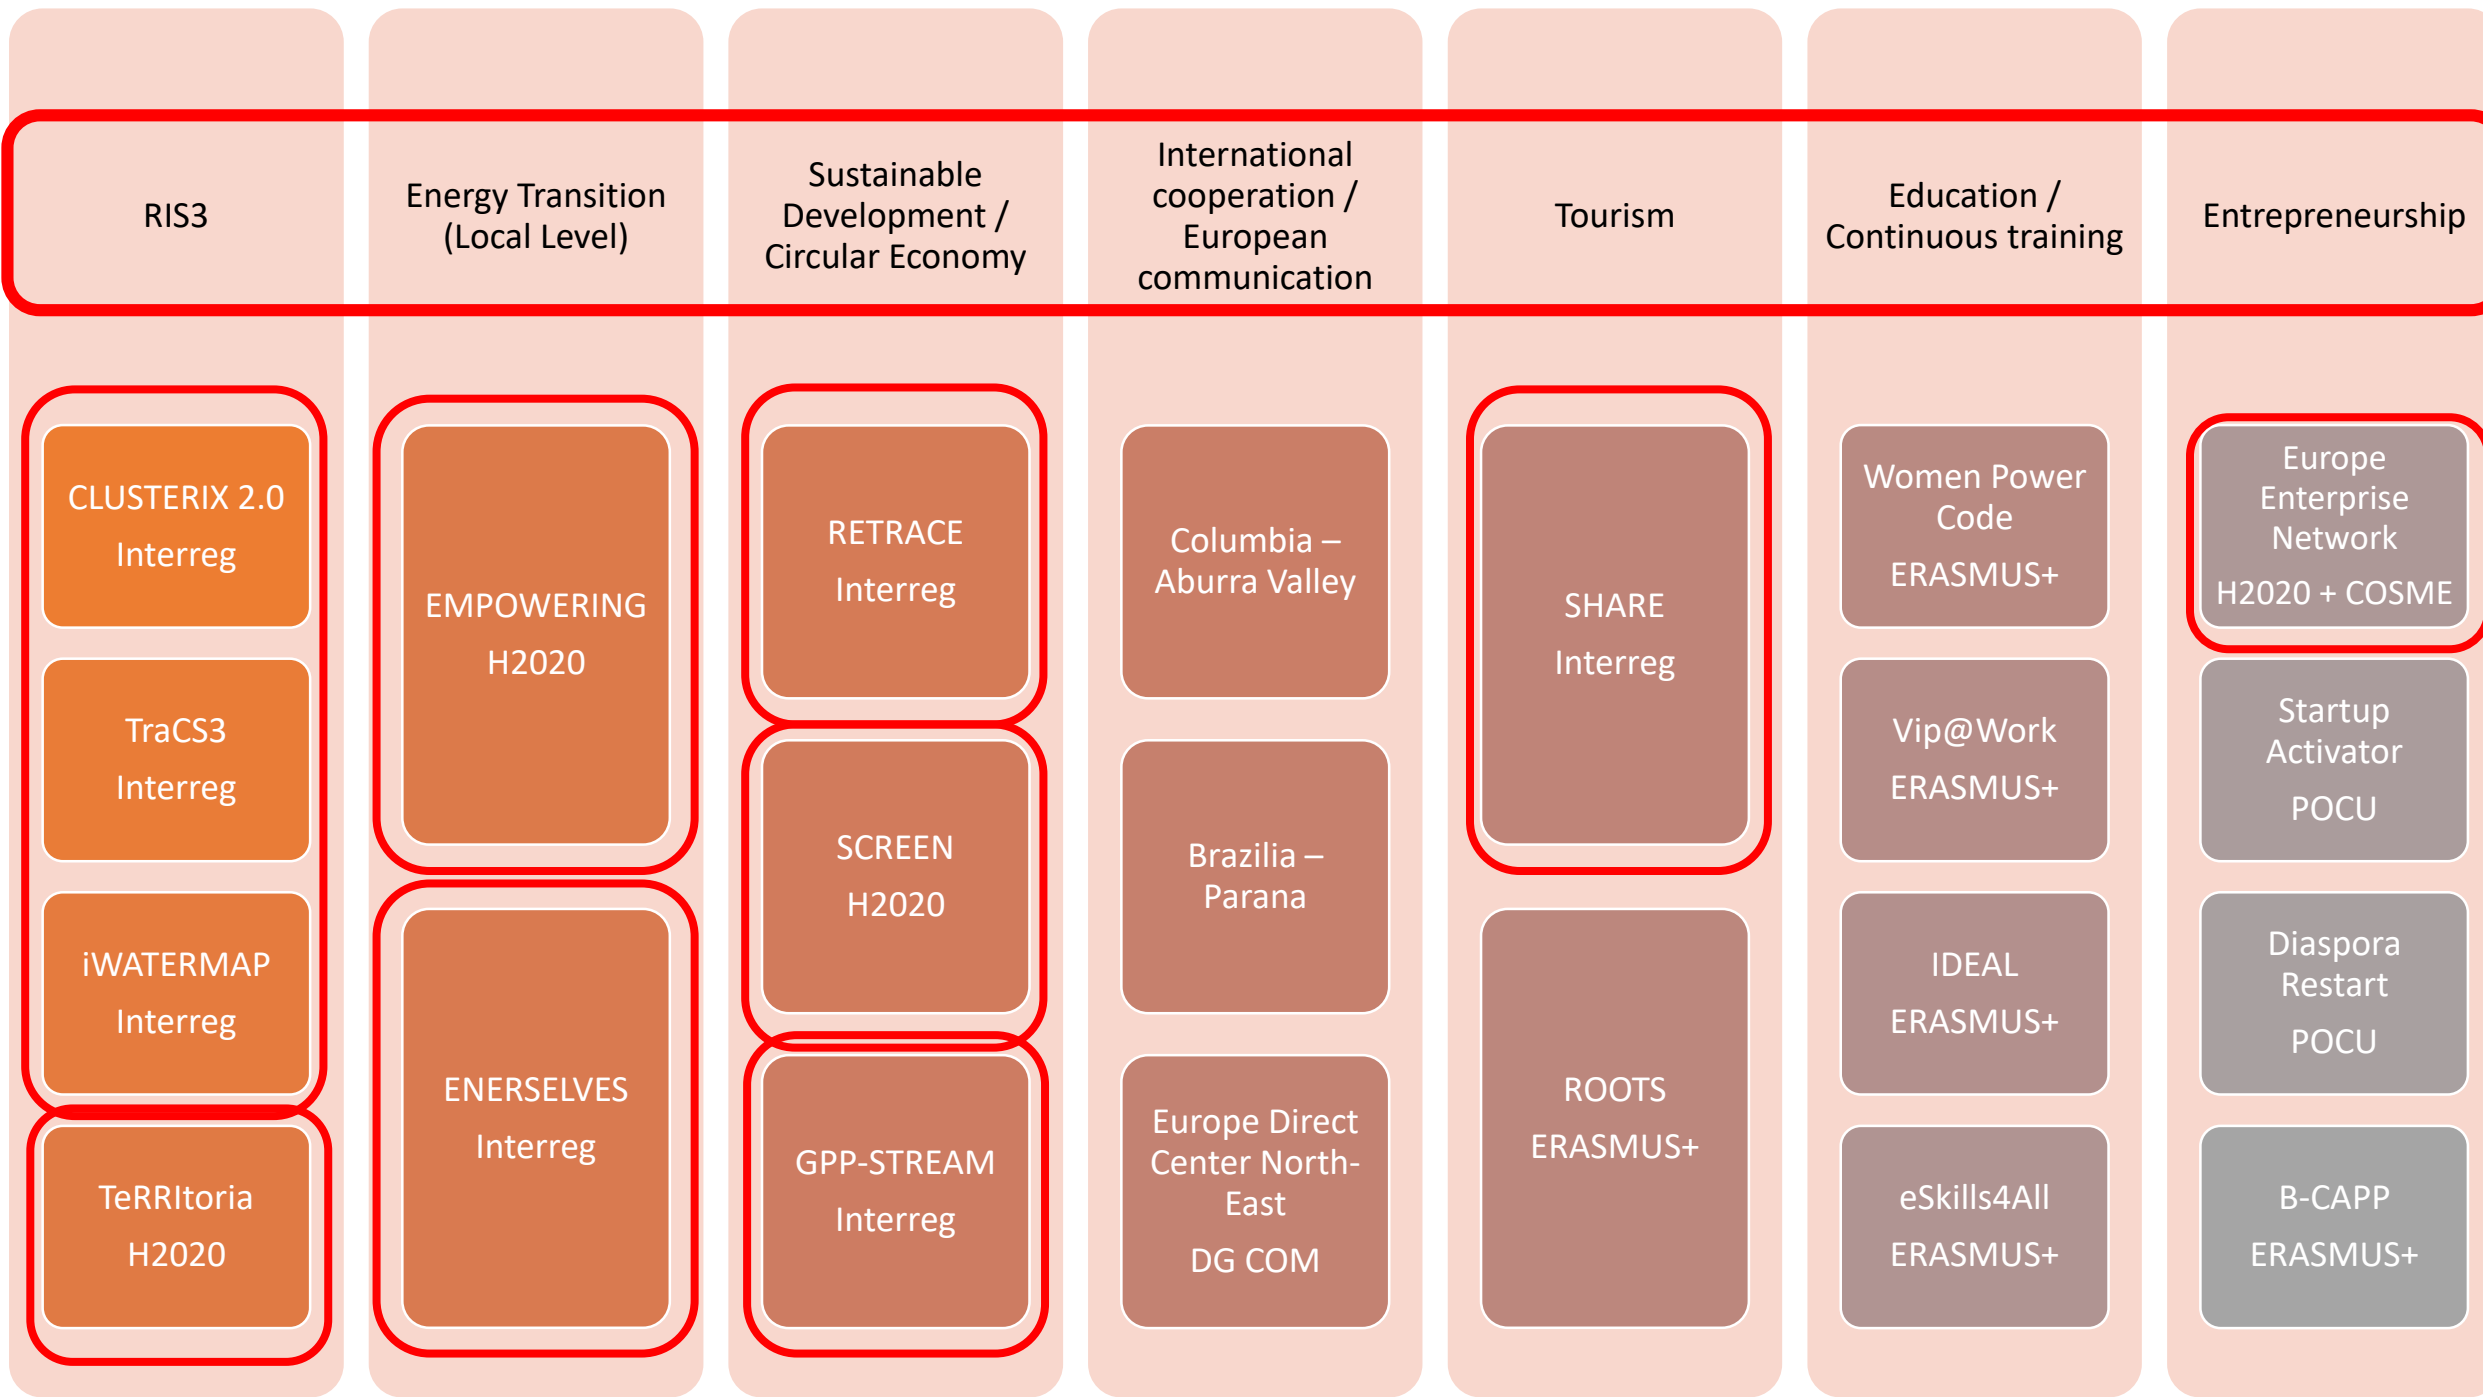 RIS3
Energy Transition
(Local Level)
Sustainable
Development /
Circular Economy
International
cooperation /
European
communication
Tourism
Education /
Continuous training
Entrepreneurship
CLUSTERIX 2.0
Interreg
TraCS3
Interreg
iWATERMAP
Interreg
TeRRItoria
H2020
EMPOWERING
H2020
ENERSELVES
Interreg
RETRACE
Interreg
SCREEN
H2020
GPP-STREAM
Interreg
Columbia –
Aburra Valley
Brazilia –
Parana
Europe Direct
Center North-
East
DG COM
SHARE
Interreg
ROOTS
ERASMUS+
Women Power
Code
ERASMUS+
Vip@Work
ERASMUS+
IDEAL
ERASMUS+
eSkills4All
ERASMUS+
Europe
Enterprise
Network
H2020 + COSME
Startup
Activator
POCU
Diaspora
Restart
POCU
B-CAPP
ERASMUS+